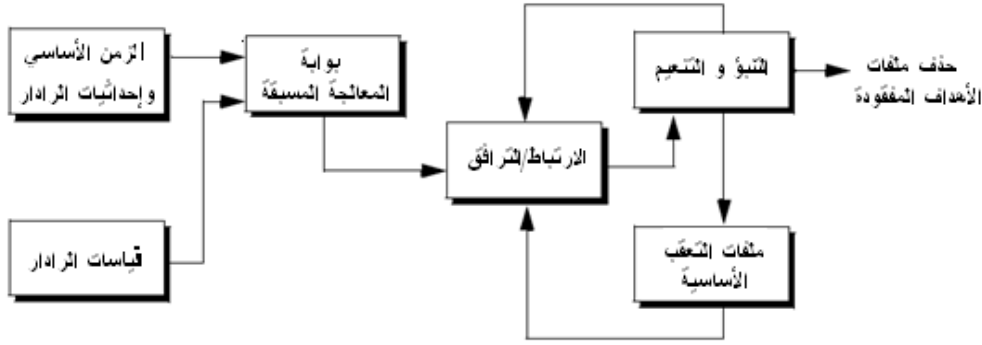 الزمن الأساسي
وإحداثيات الرادار
بوابة
المعالجة المسبقة
التنبؤ و التنعيم
حذف ملفات
الأهداف المفقودة
الارتباط/الترافق
قياسات الرادار
ملفات التعقب
الأساسية